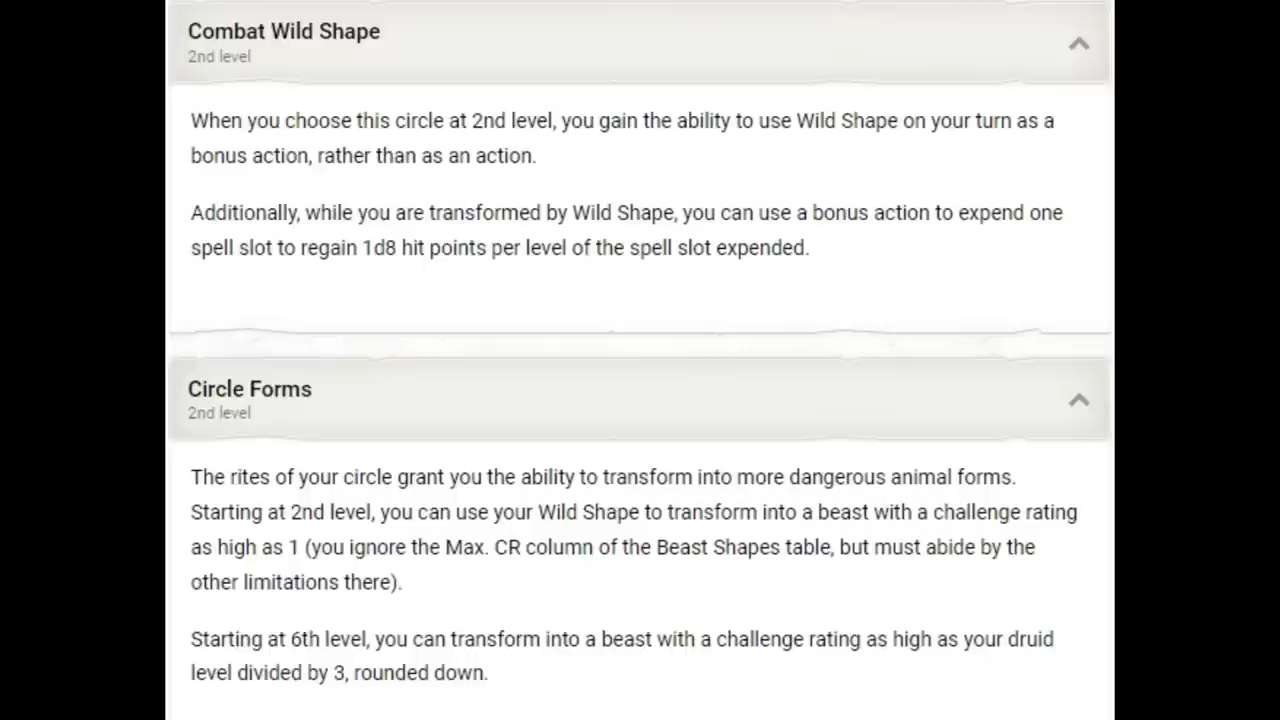 Combat Wild Shape
2nd level
When you choose this circle at 2nd level, you gain the ability to use Wild Shape on your turn as a
bonus action, rather than as an action.
Additionally, while you are transformed by Wild Shape, you can use a bonus action to expend one
spell slot to regain 1d8 hit points per level of the spell slot expended.
Circle Forms
2nd level
The rites of your circle grant you the ability to transform into more dangerous animal forms.
Starting at 2nd level, you can use your Wild Shape to transform into a beast with a challenge rating
as high as 1 (you ignore the Max. CR column of the Beast Shapes table, but must abide by the
other limitations there).
Starting at 6th level, you can transform into a beast with a challenge rating as high as your druid
level divided by 3, rounded down.